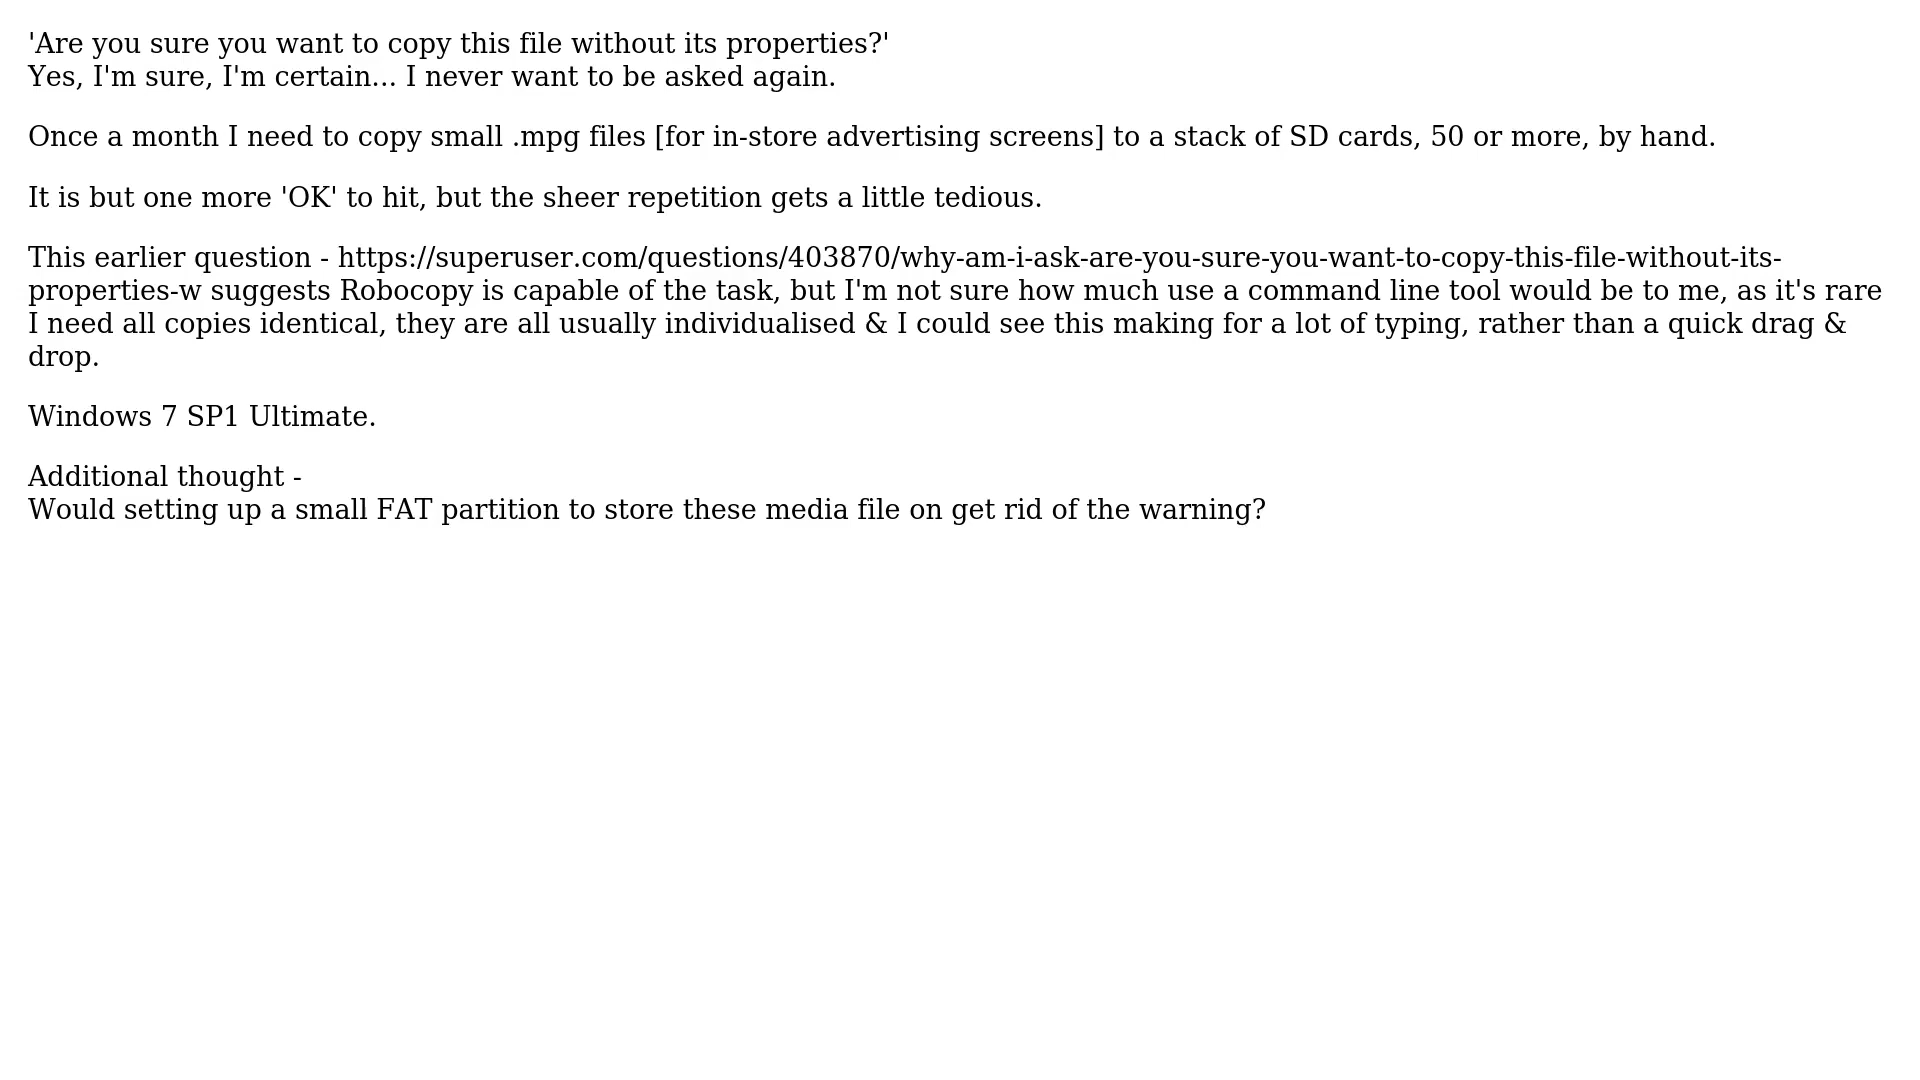 'Are you sure you want to copy this file without its properties?'
Yes, I'm sure, I'm certain... I never want to be asked again.
Once a month I need to copy small .mpg files [for in-store advertising screens] to a stack of SD cards, 50 or more, by hand.
It is but one more 'OK' to hit, but the sheer repetition gets a little tedious.
This earlier question - https://superuser.com/questions/403870/why-am-i-ask-are-you-sure-you-want-to-copy-this-file-without-its-
properties-w suggests Robocopy is capable of the task, but I'm not sure how much use a command line tool would be to me, as it's rare
I need all copies identical, they are all usually individualised & I could see this making for a lot of typing, rather than a quick drag &
drop.
Windows 7 SP1 Ultimate.
Additional thought -
Would setting up a small FAT partition to store these media file on get rid of the warning?